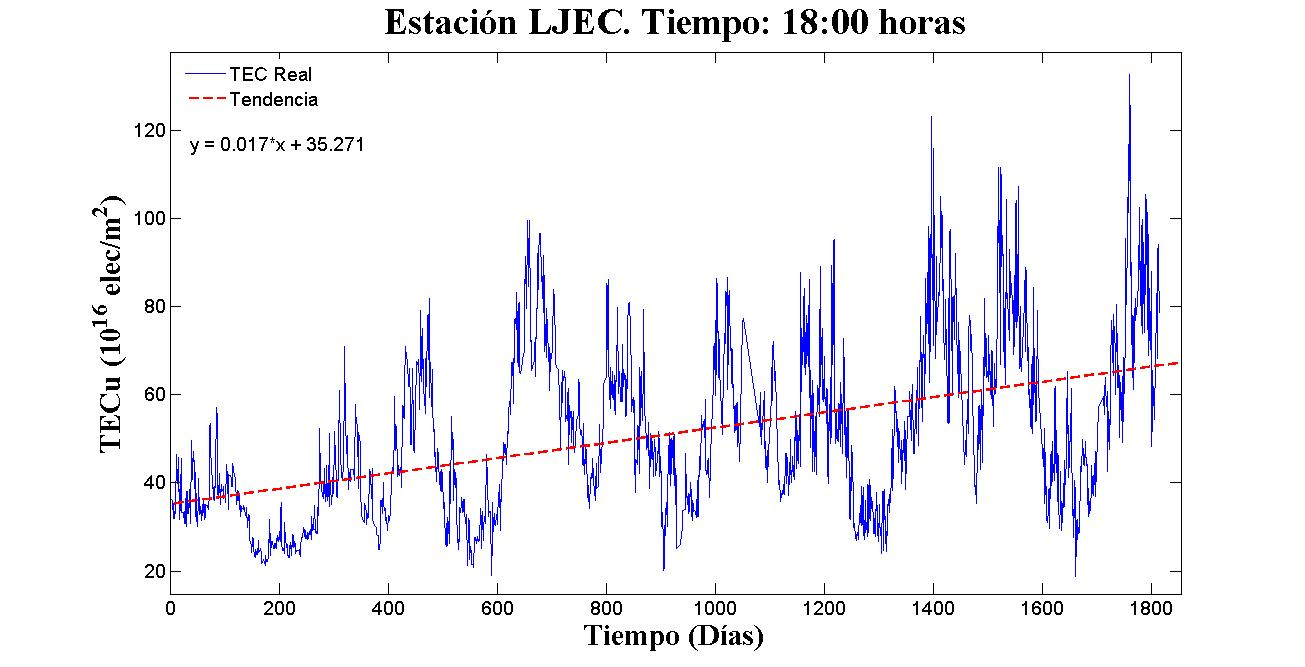 Estación LJEC. Tiempo: 18:00 horas
TEC Real
Tendencia
y = 0.017*x + 35.271
TECu (10^16 elec/m^2)
120
100
80
60
40
20
0 200 400 600 800 1000 1200 1400 1600 1800
Tiempo (Días)